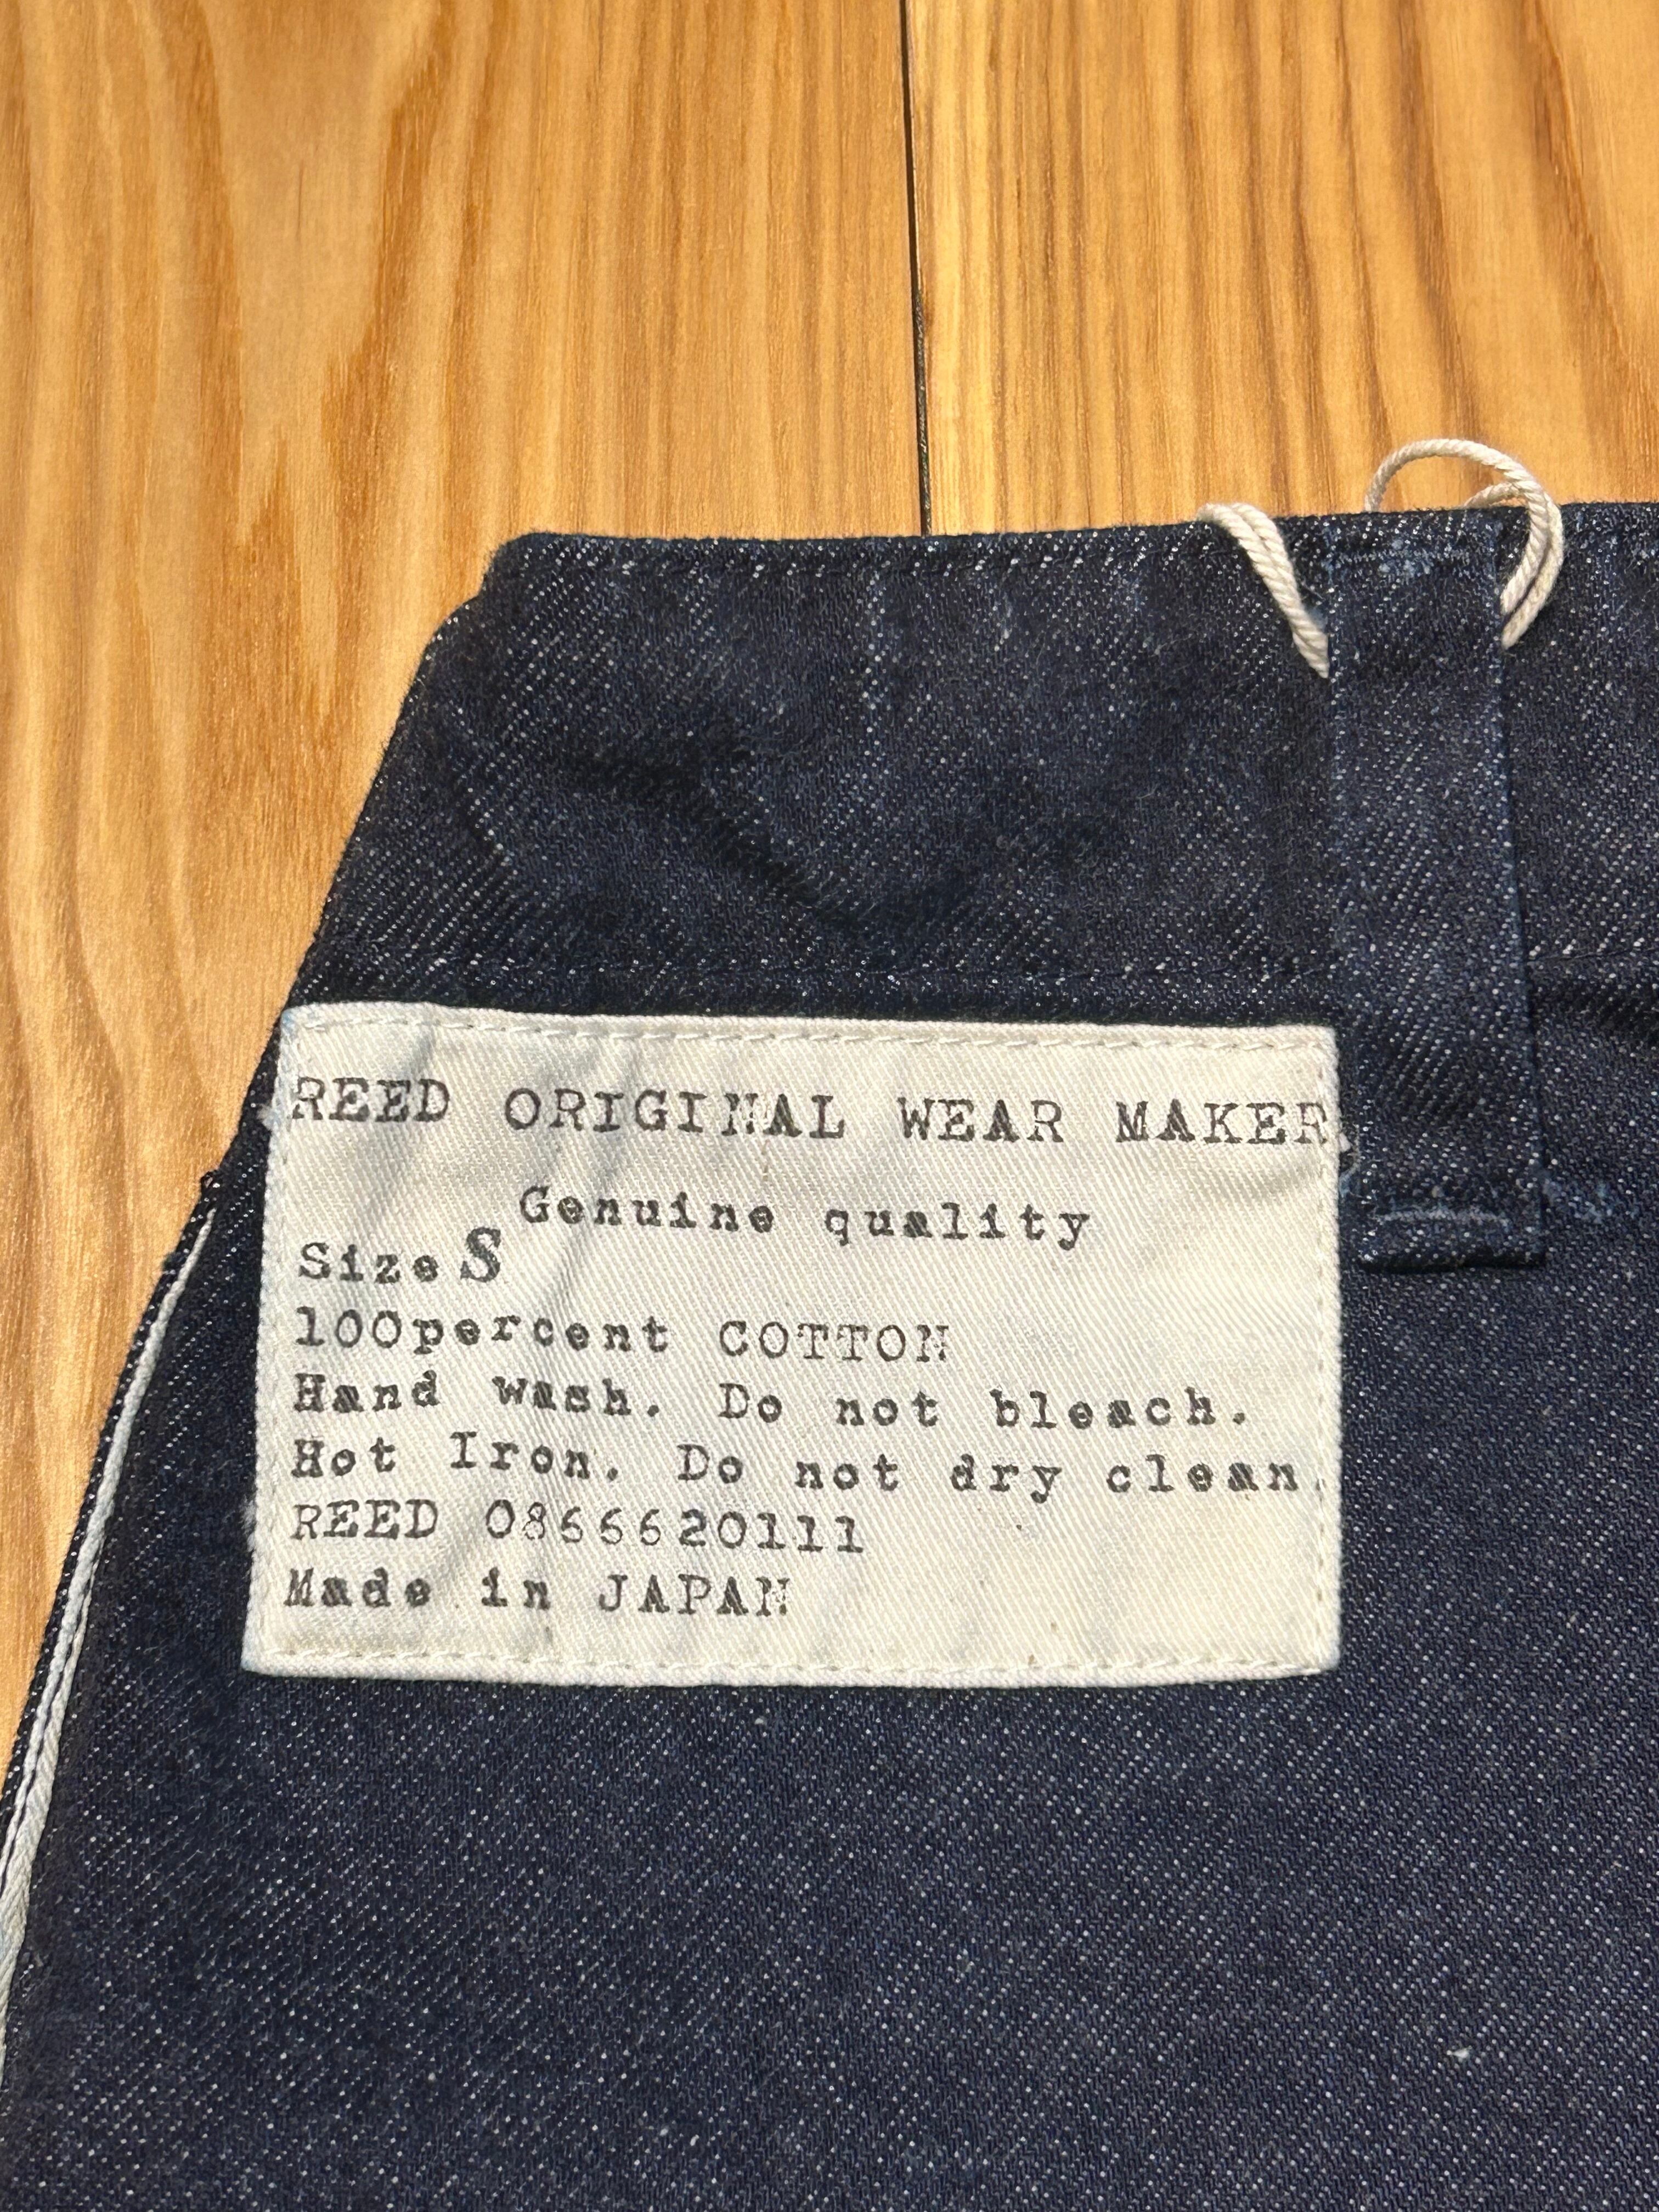 REED ORIGINAL WEAR MAKER
Genuine quality
Size S
100percent COTTON
Hand wash. Do not bleach.
Hot Iron. Do not dry clean.
REED 0866620111
Made in JAPAN